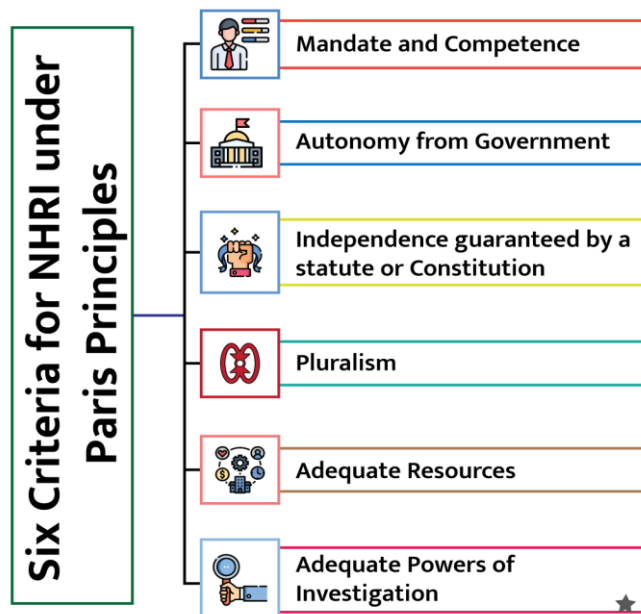 Six Criteria for NHRI under
Paris Principles
Mandate and Competence
Autonomy from Government
Independence guaranteed by a
statute or Constitution
Pluralism
Adequate Resources
Adequate Powers of
Investigation